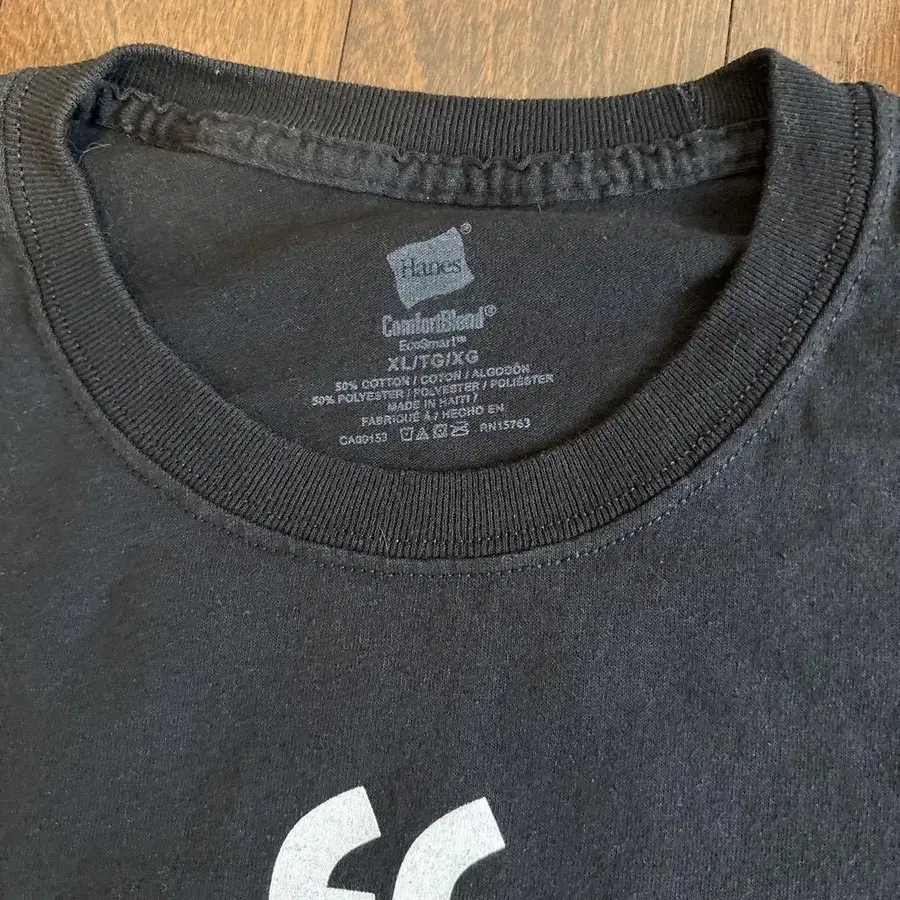 Hanes®
ComfortBlend®
EcoSmart™
XL/TG/XG
50% COTTON / COTON / ALGODÓN
50% POLYESTER / POLYESTER / POLIÉSTER
MADE IN HAITI /
FABRIQUÉ À / HECHO EN
CA00153 RN15763
“